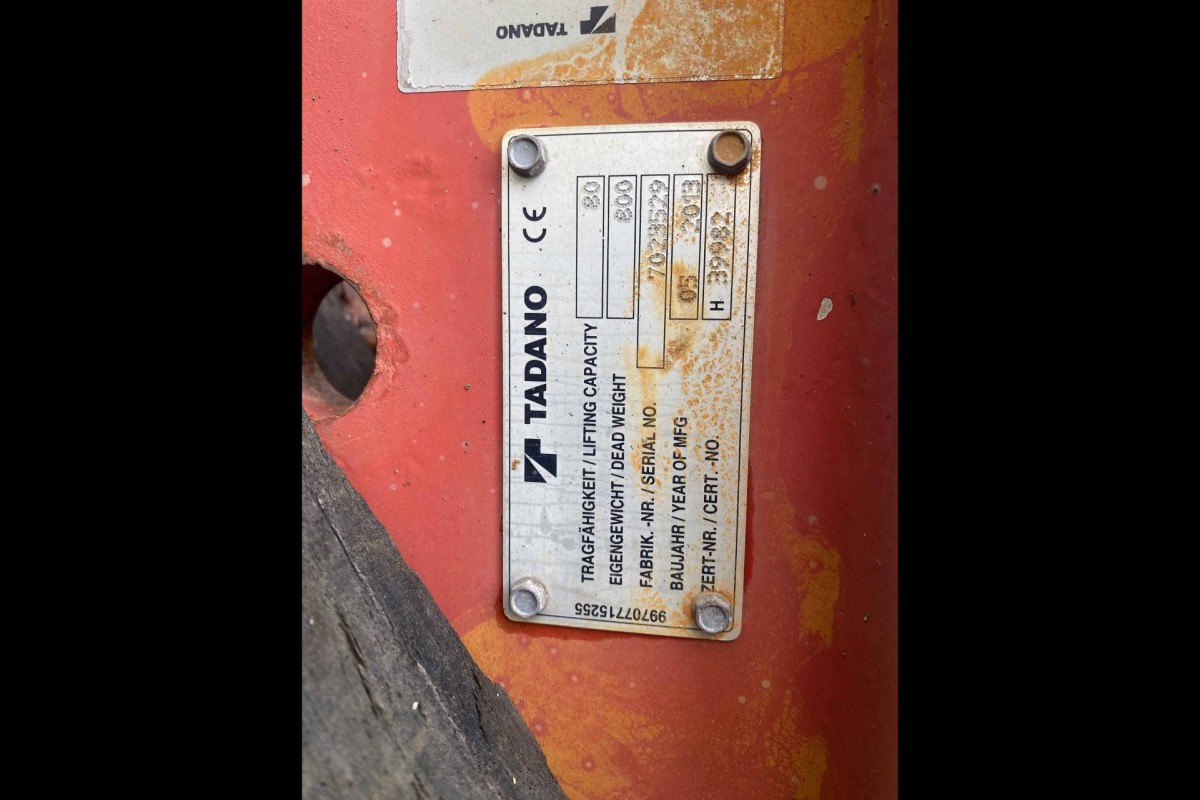 TADANO
TADANO CE
TRAGFÄHIGKEIT / LIFTING CAPACITY 80
EIGENGEWICHT / DEAD WEIGHT 800
FABRIK. -NR. / SERIAL NO. 7023529
BAUJAHR / YEAR OF MFG 05 2013
ZERT-NR. / CERT. -NO. H 39982
99707715255